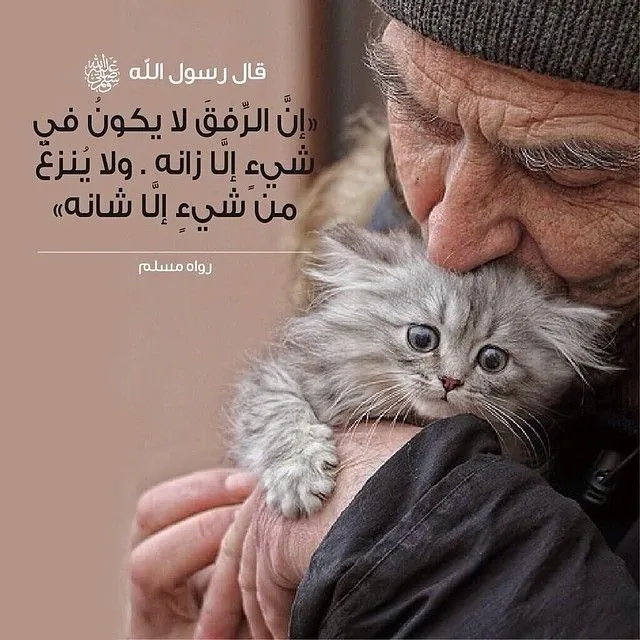 قال رسول الله ﷺ
«إنَّ الرِّفقَ لا يكونُ في
شيءٍ إلَّا زانه . ولا يُنزعُ
من شيءٍ إلَّا شانه»
رواه مسلم